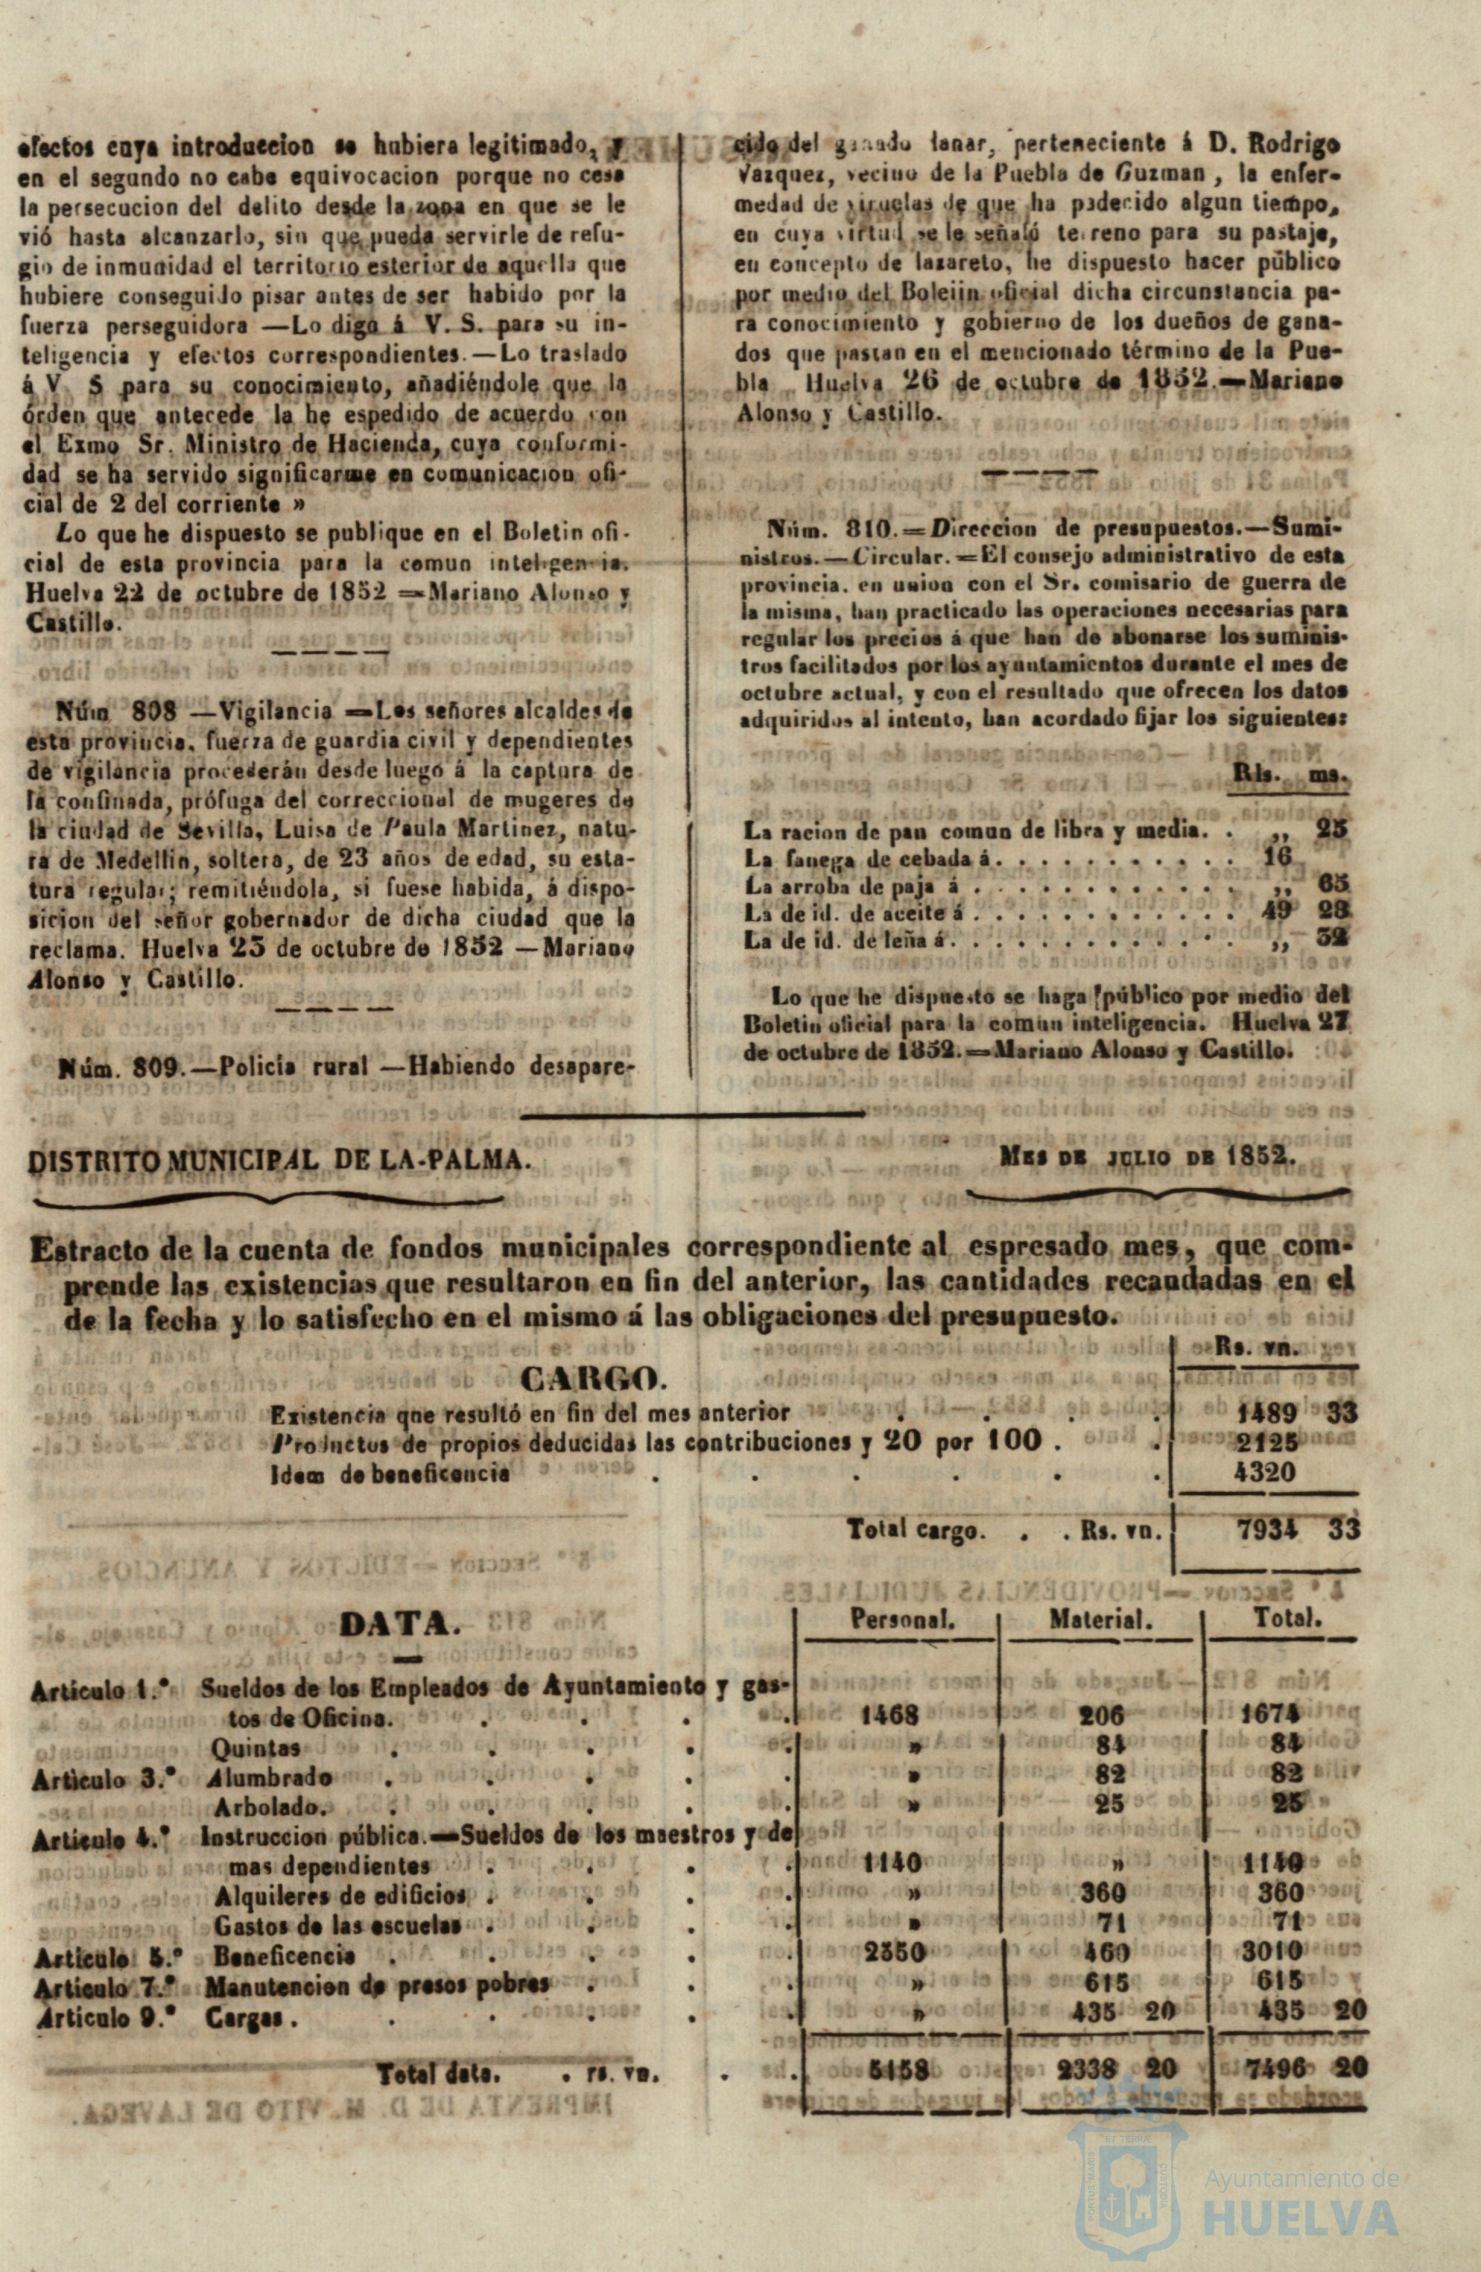 efectos cuya introduccion se hubiera legitimado, y
en el segundo no cabe equivocacion porque no cese
la persecucion del delito desde la zona en que se le
vió hasta alcanzarlo, sin que pueda servirle de refu-
gio de inmunidad el territorio esterior de aquella que
hubiere conseguido pisar antes de ser habido por la
fuerza perseguidora —Lo digo á V. S. para su in-
teligencia y efectos correspondientes.—Lo traslado
á V S para su conocimiento, añadiéndole que la
órden que antecede la he espedido de acuerdo con
el Exmo Sr. Ministro de Hacienda, cuya conformi-
dad se ha servido significarme en comunicacion ofi-
cial de 2 del corriente »
Lo que he dispuesto se publique en el Boletin ofi-
cial de esta provincia para la comun inteligencia.
Huelva 22 de octubre de 1852 =Mariano Alonso y
Castillo.
Núm 808 —Vigilancia =Los señores alcaldes de
esta provincia, fuerza de guardia civil y dependientes
de vigilancia procederán desde luego á la captura de
la confinada, prófuga del correccional de mugeres de
la ciudad de Sevilla, Luisa de Paula Martinez, natu-
ra de Medellin, soltera, de 23 años de edad, su esta-
tura regular; remitiéndola, si fuese habida, á dispo-
sicion del señor gobernador de dicha ciudad que la
reclama. Huelva 25 de octubre de 1852 —Mariano
Alonso y Castillo.
Núm. 809.—Policía rural —Habiendo desapare-
cido del ganado lanar, perteneciente á D. Rodrigo
Vazquez, vecino de la Puebla de Guzman, la enfer-
medad de viruelas de que ha padecido algun tiempo,
en cuya virtud se le señaló terreno para su pastaje,
en concepto de lazareto, he dispuesto hacer público
por medio del Boletin oficial dicha circunstancia pa-
ra conocimiento y gobierno de los dueños de gana-
dos que pastan en el mencionado término de la Pue-
bla Huelva 26 de octubre de 1852.=Mariano
Alonso y Castillo.
Núm. 810.=Direccion de presupuestos.—Sumi-
nistros.—Circular.=El consejo administrativo de esta
provincia. en union con el Sr. comisario de guerra de
la misma, han practicado las operaciones necesarias para
regular los precios á que han de abonarse los suminis-
tros facilitados por los ayuntamientos durante el mes de
octubre actual, y con el resultado que ofrecen los datos
adquiridos al intento, han acordado fijar los siguientes:
Rls. ms.
La racion de pan comun de libra y media. . ,, 25
La fanega de cebada á. . . . . . . . . . . 16
La arroba de paja á . . . . . . . . . . . . ,, 65
La de id. de aceite á . . . . . . . . . . . . 49 28
La de id. de leña á. . . . . . . . . . . . . ,, 32
Lo que he dispuesto se haga público por medio del
Boletin oficial para la comun inteligencia. Huelva 27
de octubre de 1852.=Mariano Alonso y Castillo.
DISTRITO MUNICIPAL DE LA-PALMA. MES DE JULIO DE 1852.
Estracto de la cuenta de fondos municipales correspondiente al espresado mes, que com-
prende las existencias que resultaron en fin del anterior, las cantidades recaudadas en el
de la fecha y lo satisfecho en el mismo á las obligaciones del presupuesto.
Rs. vn.
CARGO.
Existencia que resultó en fin del mes anterior . . . . 1489 33
Productos de propios deducidas las contribuciones y 20 por 100 . . 2125
Idem de beneficencia . . . . . . 4320
Total cargo. . . Rs. vn. 7934 33
DATA. Personal. Material. Total.
Articulo 1.º Sueldos de los Empleados de Ayuntamiento y gas-
tos de Oficina. . . . . 1468 206 1674
Quintas . . . . . » 84 84
Articulo 3.º Alumbrado . . . . . » 82 82
Arbolado. . . . . . » 25 25
Articulo 4.º Instruccion pública.=Sueldos de los maestros y de
mas dependientes . . . . 1140 » 1140
Alquileres de edificios . . . . » 360 360
Gastos de las escuelas . . . . » 71 71
Articulo 5.º Beneficencia . . . . . 2550 460 3010
Articulo 7.º Manutencion de presos pobres . . . » 615 615
Articulo 9.º Cargas . . . . . . » 435 20 435 20
Total data. . rs. vn. . . 5158 2338 20 7496 20
Ayuntamiento de
HUELVA